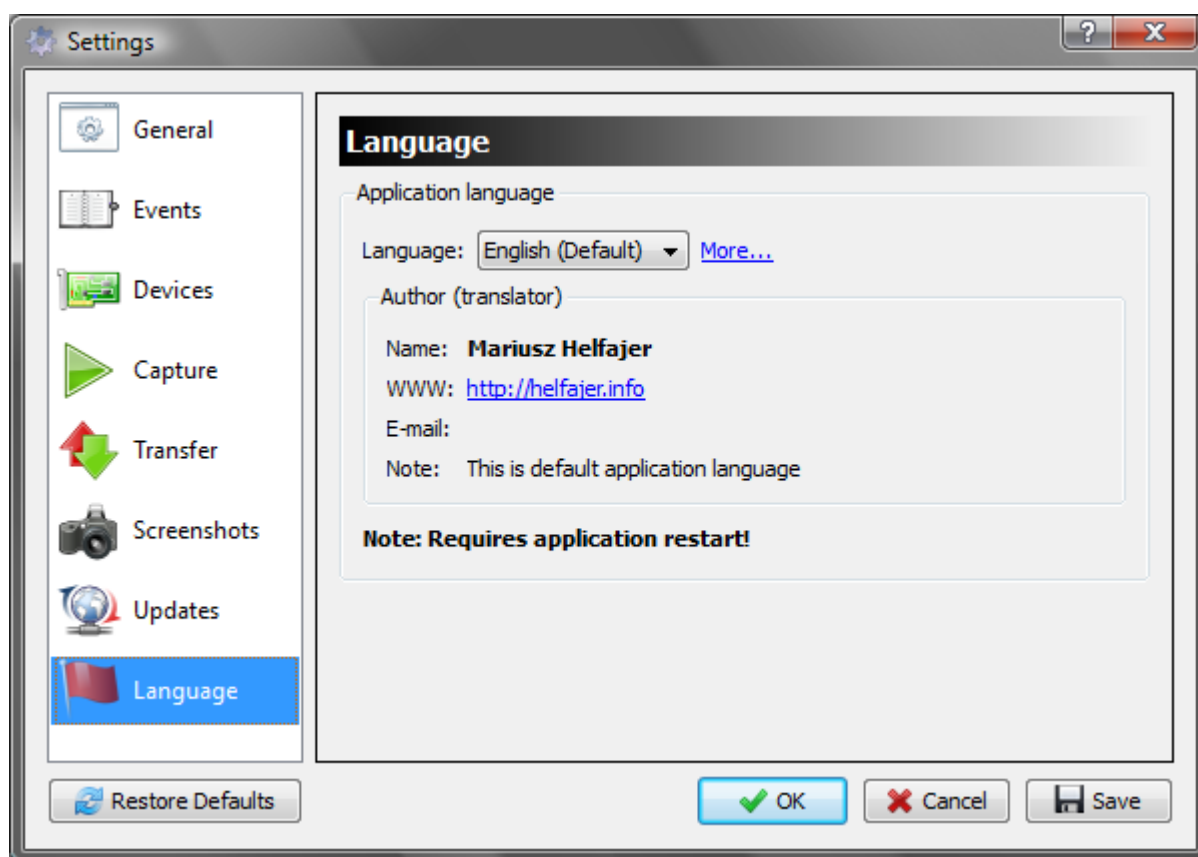 Settings
?
General
Events
Devices
Capture
Transfer
Screenshots
Updates
Language
Language
Application language
Language: English (Default) More...
Author (translator)
Name: Mariusz Helfajer
WWW: http://helfajer.info
E-mail:
Note: This is default application language
Note: Requires application restart!
Restore Defaults OK Cancel Save